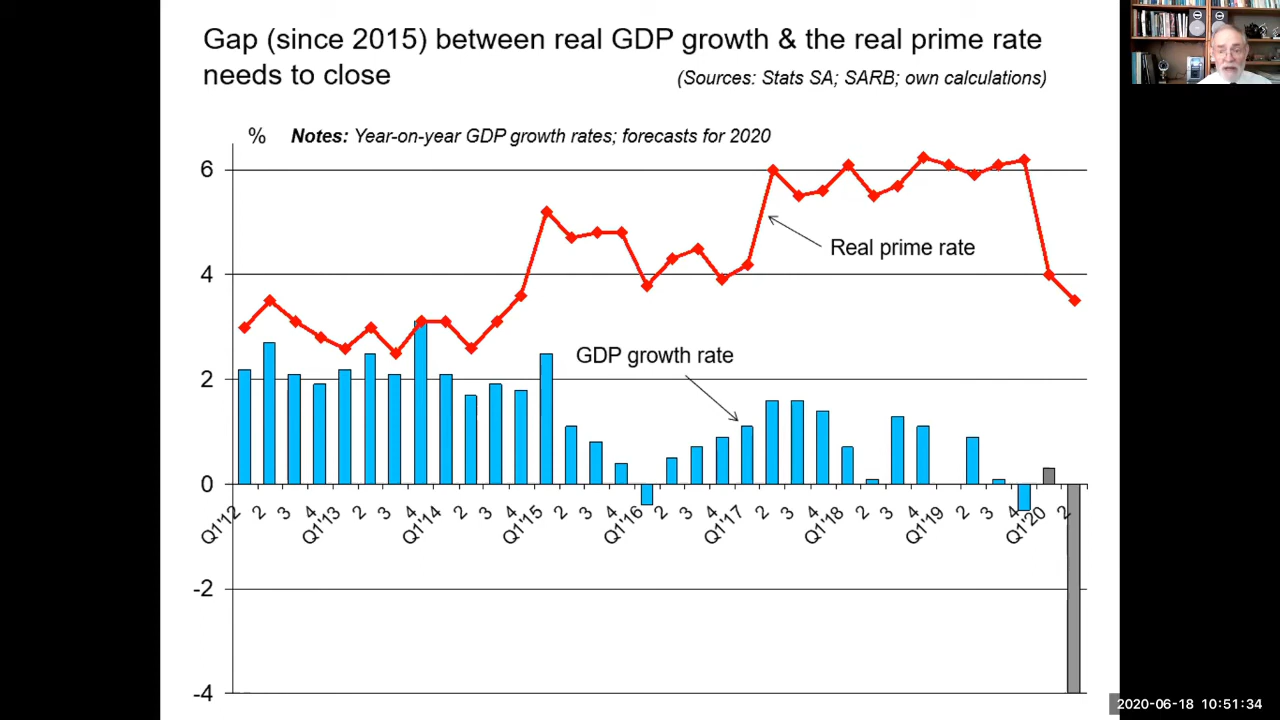 Gap (since 2015) between real GDP growth & the real prime rate
needs to close
(Sources: Stats SA; SARB; own calculations)
%
Notes: Year-on-year GDP growth rates; forecasts for 2020
6
Real prime rate
4
GDP growth rate
2
0
Q1'12 2 3 4 Q1'13 2 3 4 Q1'14 2 3 4 Q1'15 2 3 4 Q1'16 2 3 4 Q1'17 2 3 4 Q1'18 2 3 4 Q1'19 2 3 4 Q1'20 2
-2
-4
2020-06-18 10:51:34